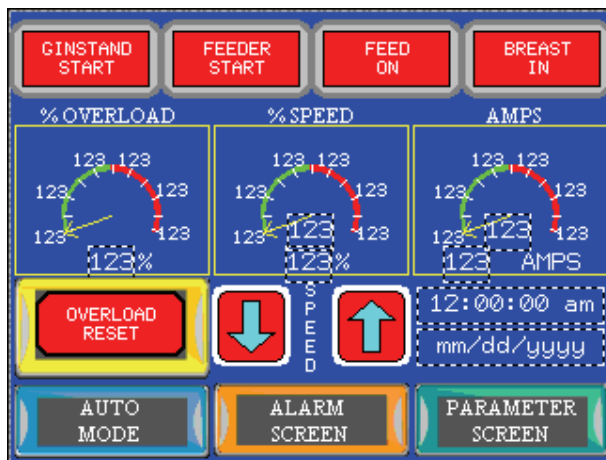 GINSTAND START
FEEDER START
FEED ON
BREAST IN
% OVERLOAD
% SPEED
AMPS
123 123
123 123
123 123
123%
123 123
123 123
123 123 123
123%
123 123
123 123
123 123 123
123 AMPS
OVERLOAD RESET
SPEED
12:00:00 am
mm/dd/yyyy
AUTO MODE
ALARM SCREEN
PARAMETER SCREEN